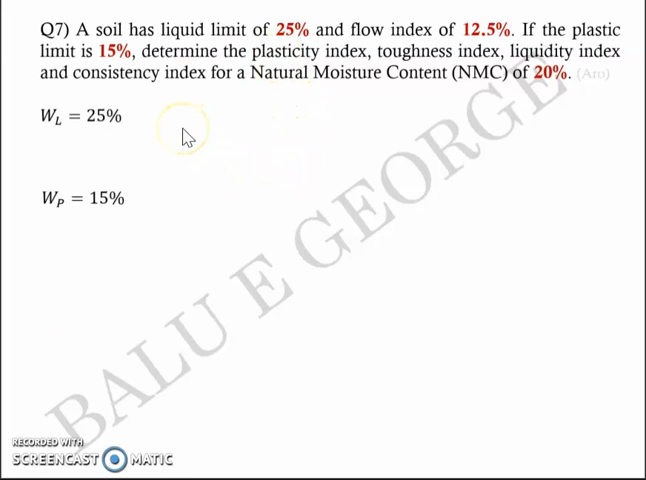 Q7) A soil has liquid limit of 25% and flow index of 12.5%. If the plastic
limit is 15%, determine the plasticity index, toughness index, liquidity index
and consistency index for a Natural Moisture Content (NMC) of 20%. (Aro)
W_L = 25%
W_P = 15%
BALU E GEORGE
RECORDED WITH
SCREENCAST MATIC